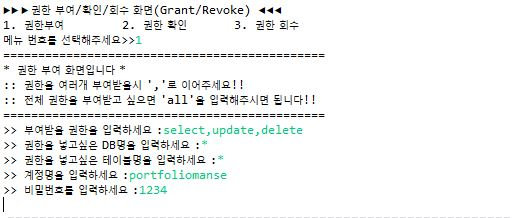 ▶▶▶권한 부여/확인/회수 화면(Grant/Revoke) ◀◀◀
1. 권한부여 2. 권한 확인 3. 권한 회수
메뉴 번호를 선택해주세요>>1
================================================
* 권한 부여 화면입니다 *
:: 권한을 여러개 부여받을시 ','로 이어주세요!!
:: 전체 권한을 부여받고 싶으면 'all'을 입력해주시면 됩니다!!
================================================
>> 부여받을 권한을 입력하세요 :select,update,delete
>> 권한을 넣고싶은 DB명을 입력하세요 :*
>> 권한을 넣고싶은 테이블명을 입력하세요 :*
>> 계정명을 입력하세요 :portfoliomanse
>> 비밀번호를 입력하세요 :1234